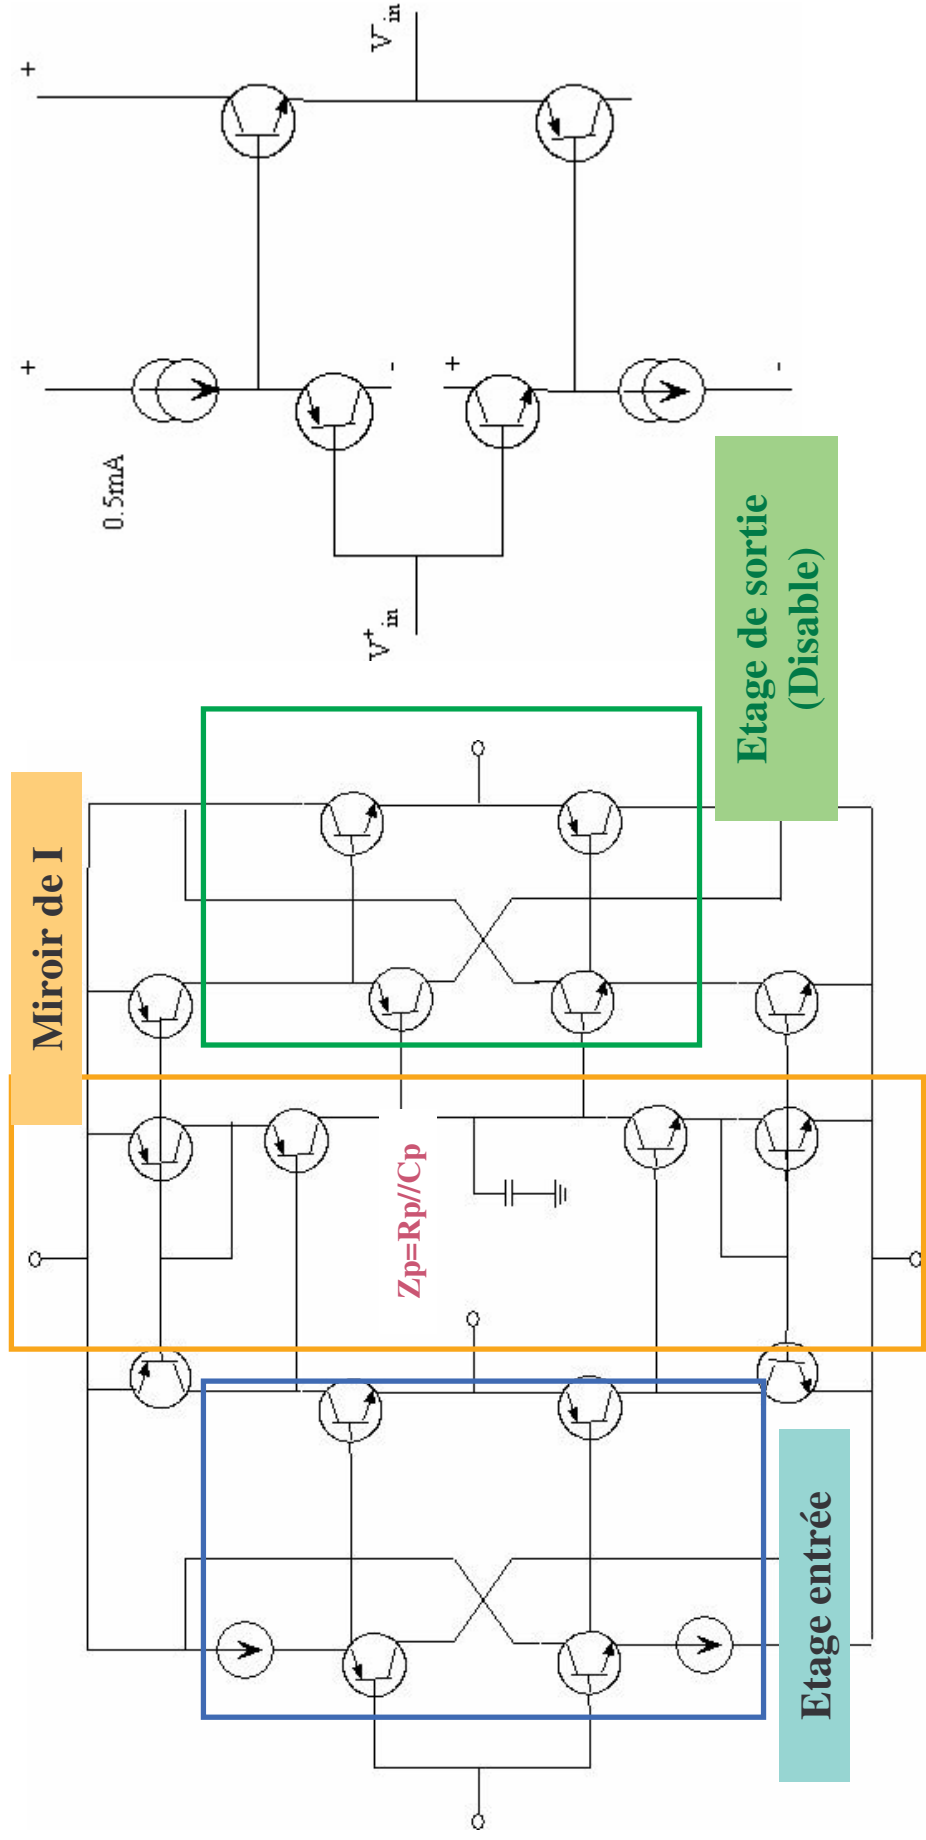 Miroir de I
Zp=Rp//Cp
Etage entrée
Etage de sortie
(Disable)
0.5mA
+
+
-
+
-
V+in
V-in